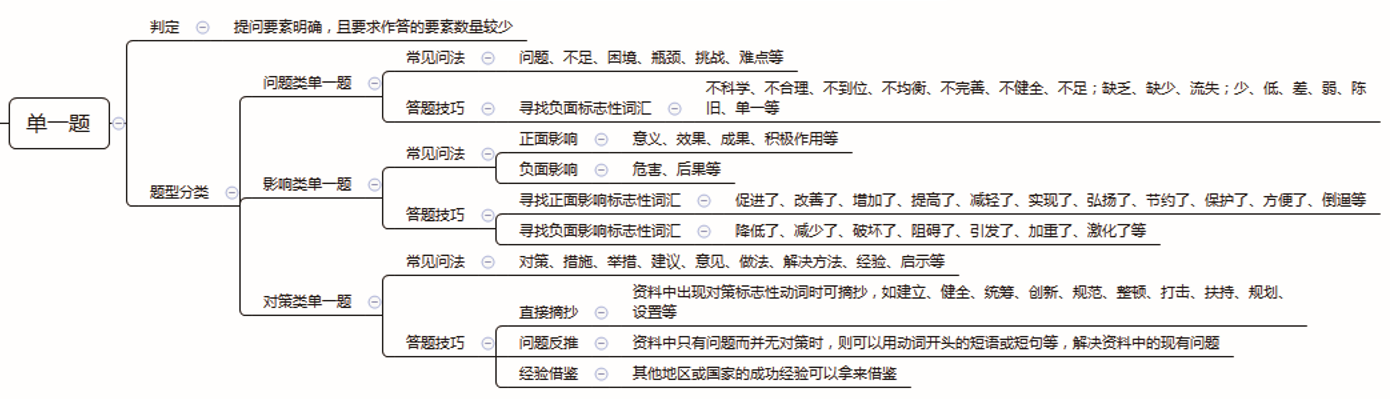 单一题
判定
提问要素明确，且要求作答的要素数量较少
题型分类
问题类单一题
常见问法
问题、不足、困境、瓶颈、挑战、难点等
答题技巧
寻找负面标志性词汇
不科学、不合理、不到位、不均衡、不完善、不健全、不足；缺乏、缺少、流失；少、低、差、弱、陈
旧、单一等
影响类单一题
常见问法
正面影响
意义、效果、成果、积极作用等
负面影响
危害、后果等
答题技巧
寻找正面影响标志性词汇
促进了、改善了、增加了、提高了、减轻了、实现了、弘扬了、节约了、保护了、方便了、倒逼等
寻找负面影响标志性词汇
降低了、减少了、破坏了、阻碍了、引发了、加重了、激化了等
对策类单一题
常见问法
对策、措施、举措、建议、意见、做法、解决方法、经验、启示等
答题技巧
直接摘抄
资料中出现对策标志性动词时可摘抄，如建立、健全、统筹、创新、规范、整顿、打击、扶持、规划、
设置等
问题反推
资料中只有问题而并无对策时，则可以用动词开头的短语或短句等，解决资料中的现有问题
经验借鉴
其他地区或国家的成功经验可以拿来借鉴